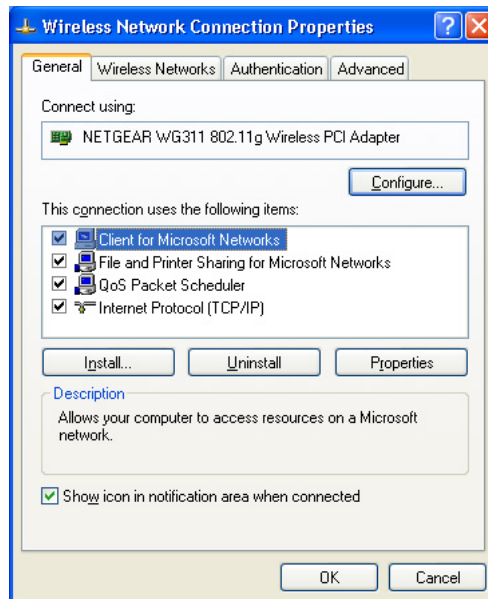 Wireless Network Connection Properties
General Wireless Networks Authentication Advanced
Connect using:
NETGEAR WG311 802.11g Wireless PCI Adapter
Configure...
This connection uses the following items:
Client for Microsoft Networks
File and Printer Sharing for Microsoft Networks
QoS Packet Scheduler
Internet Protocol (TCP/IP)
Install... Uninstall Properties
Description
Allows your computer to access resources on a Microsoft
network.
Show icon in notification area when connected
OK Cancel